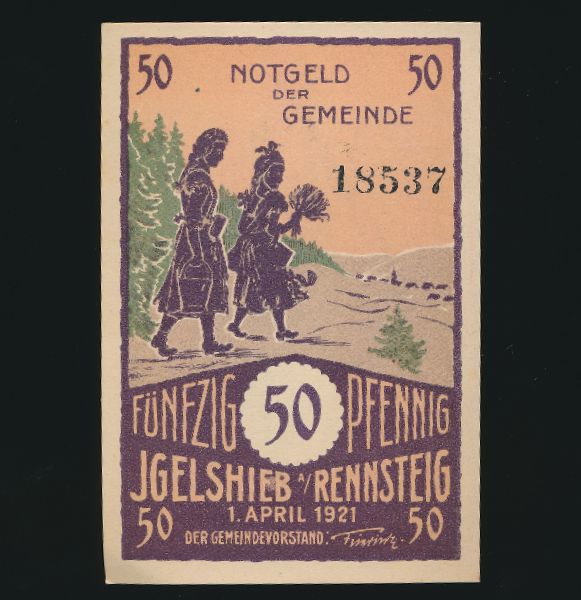 50 NOTGELD 50
DER
GEMEINDE
18537
FÜNFZIG 50 PFENNIG
JGELSHIEB A/ RENNSTEIG
50 1. APRIL 1921 50
DER GEMEINDEVORSTAND: